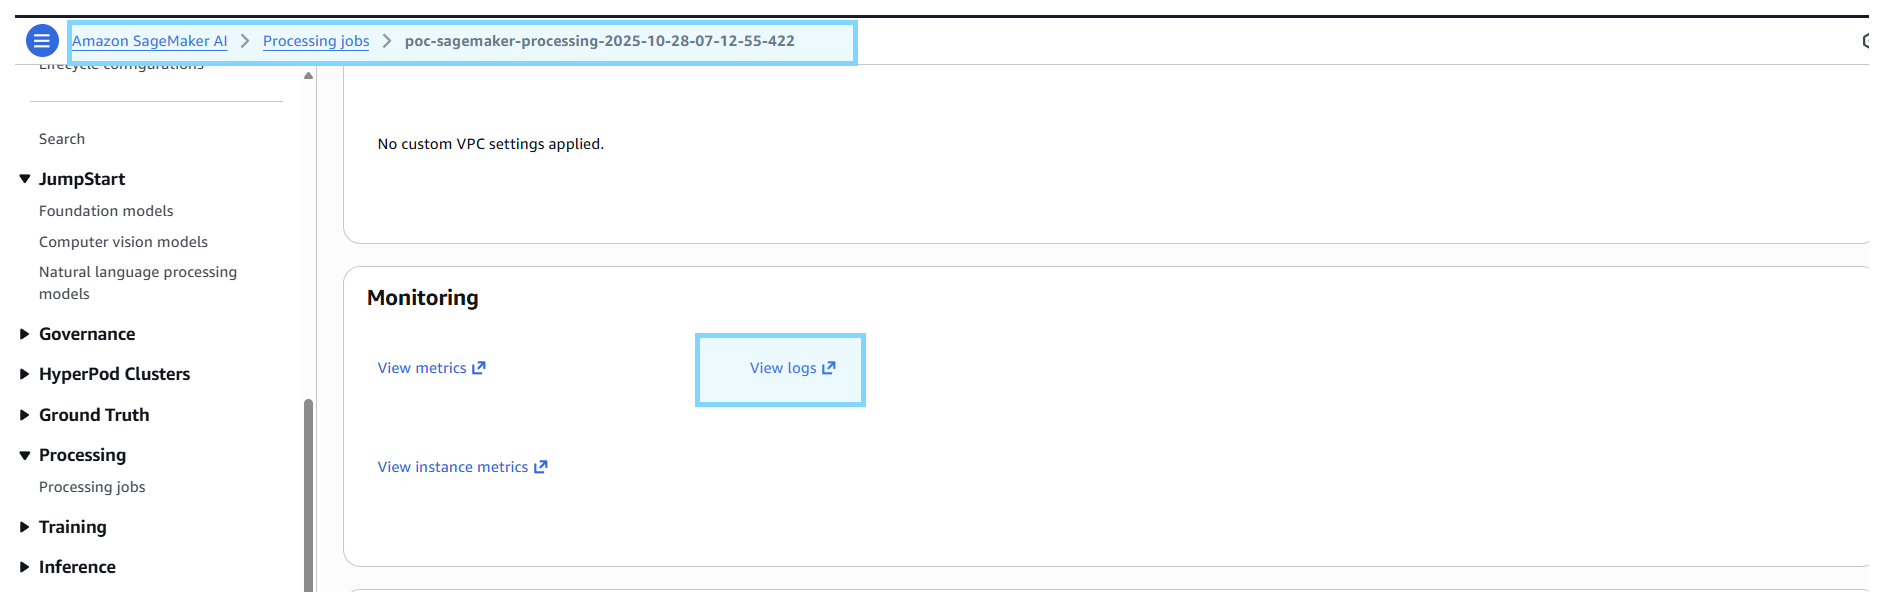 Amazon SageMaker AI > Processing jobs > poc-sagemaker-processing-2025-10-28-07-12-55-422
Lifecycle configurations
Search
JumpStart
Foundation models
Computer vision models
Natural language processing
models
Governance
HyperPod Clusters
Ground Truth
Processing
Processing jobs
Training
Inference
No custom VPC settings applied.
Monitoring
View metrics
View logs
View instance metrics